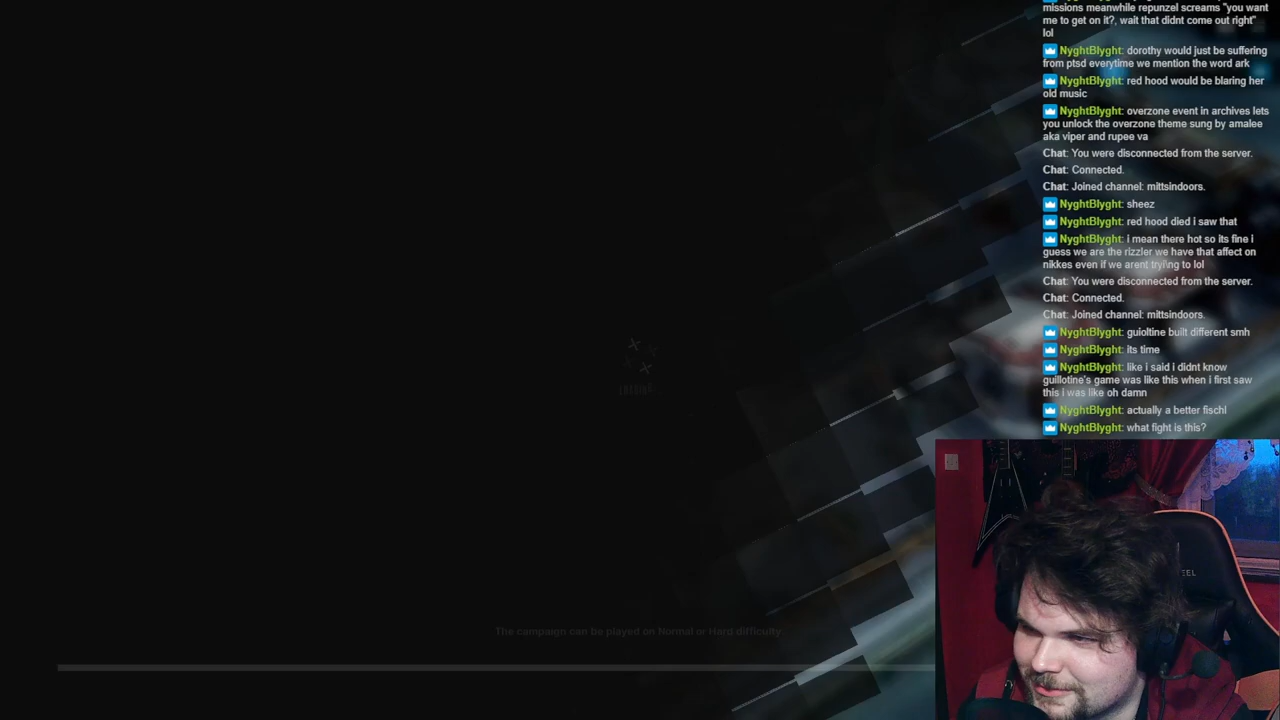 missions meanwhile repunzel screams "you want
me to get on it?, wait that didnt come out right"
lol
NyghtBlyght: dorothy would just be suffering
from ptsd everytime we mention the word ark
NyghtBlyght: red hood would be blaring her
old music
NyghtBlyght: overzone event in archives lets
you unlock the overzone theme sung by amalee
aka viper and rupee va
Chat: You were disconnected from the server.
Chat: Connected.
Chat: Joined channel: mittsindoors.
NyghtBlyght: sheez
NyghtBlyght: red hood died i saw that
NyghtBlyght: i mean there hot so its fine i
guess we are the rizzler we have that affect on
nikkes even if we arent tryi\ng to lol
Chat: You were disconnected from the server.
Chat: Connected.
Chat: Joined channel: mittsindoors.
NyghtBlyght: guioltine built different smh
NyghtBlyght: its time
NyghtBlyght: like i said i didnt know
guillotine's game was like this when i first saw
this i was like oh damn
NyghtBlyght: actually a better fischl
NyghtBlyght: what fight is this?
EEL
The campaign can be played on Normal or Hard difficulty.